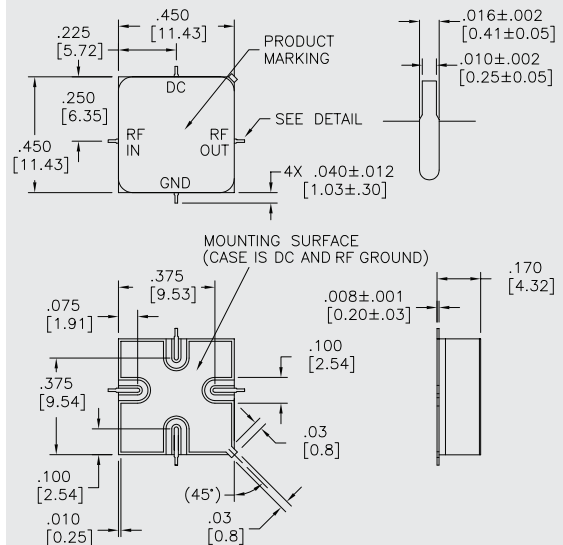 .450
[11.43]
.225
[5.72]
PRODUCT
MARKING
.016±.002
[0.41±0.05]
.010±.002
[0.25±0.05]
DC
.250
[6.35]
SEE DETAIL
.450
[11.43]
RF
IN
RF
OUT
GND
4X .040±.012
[1.03±.30]
MOUNTING SURFACE
(CASE IS DC AND RF GROUND)
.375
[9.53]
.170
[4.32]
.075
[1.91]
.008±.001
[0.20±.03]
.100
[2.54]
.375
[9.54]
.03
[0.8]
.100
[2.54]
(45°)
.010
[0.25]
.03
[0.8]